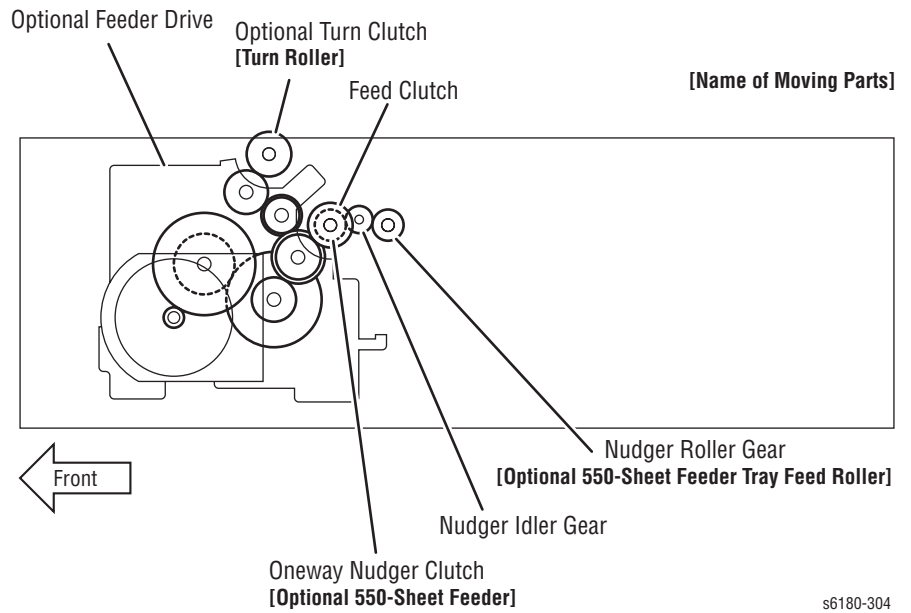 Optional Feeder Drive
Optional Turn Clutch
[Turn Roller]
Feed Clutch
[Name of Moving Parts]
Front
Nudger Roller Gear
[Optional 550-Sheet Feeder Tray Feed Roller]
Nudger Idler Gear
Oneway Nudger Clutch
[Optional 550-Sheet Feeder]
s6180-304